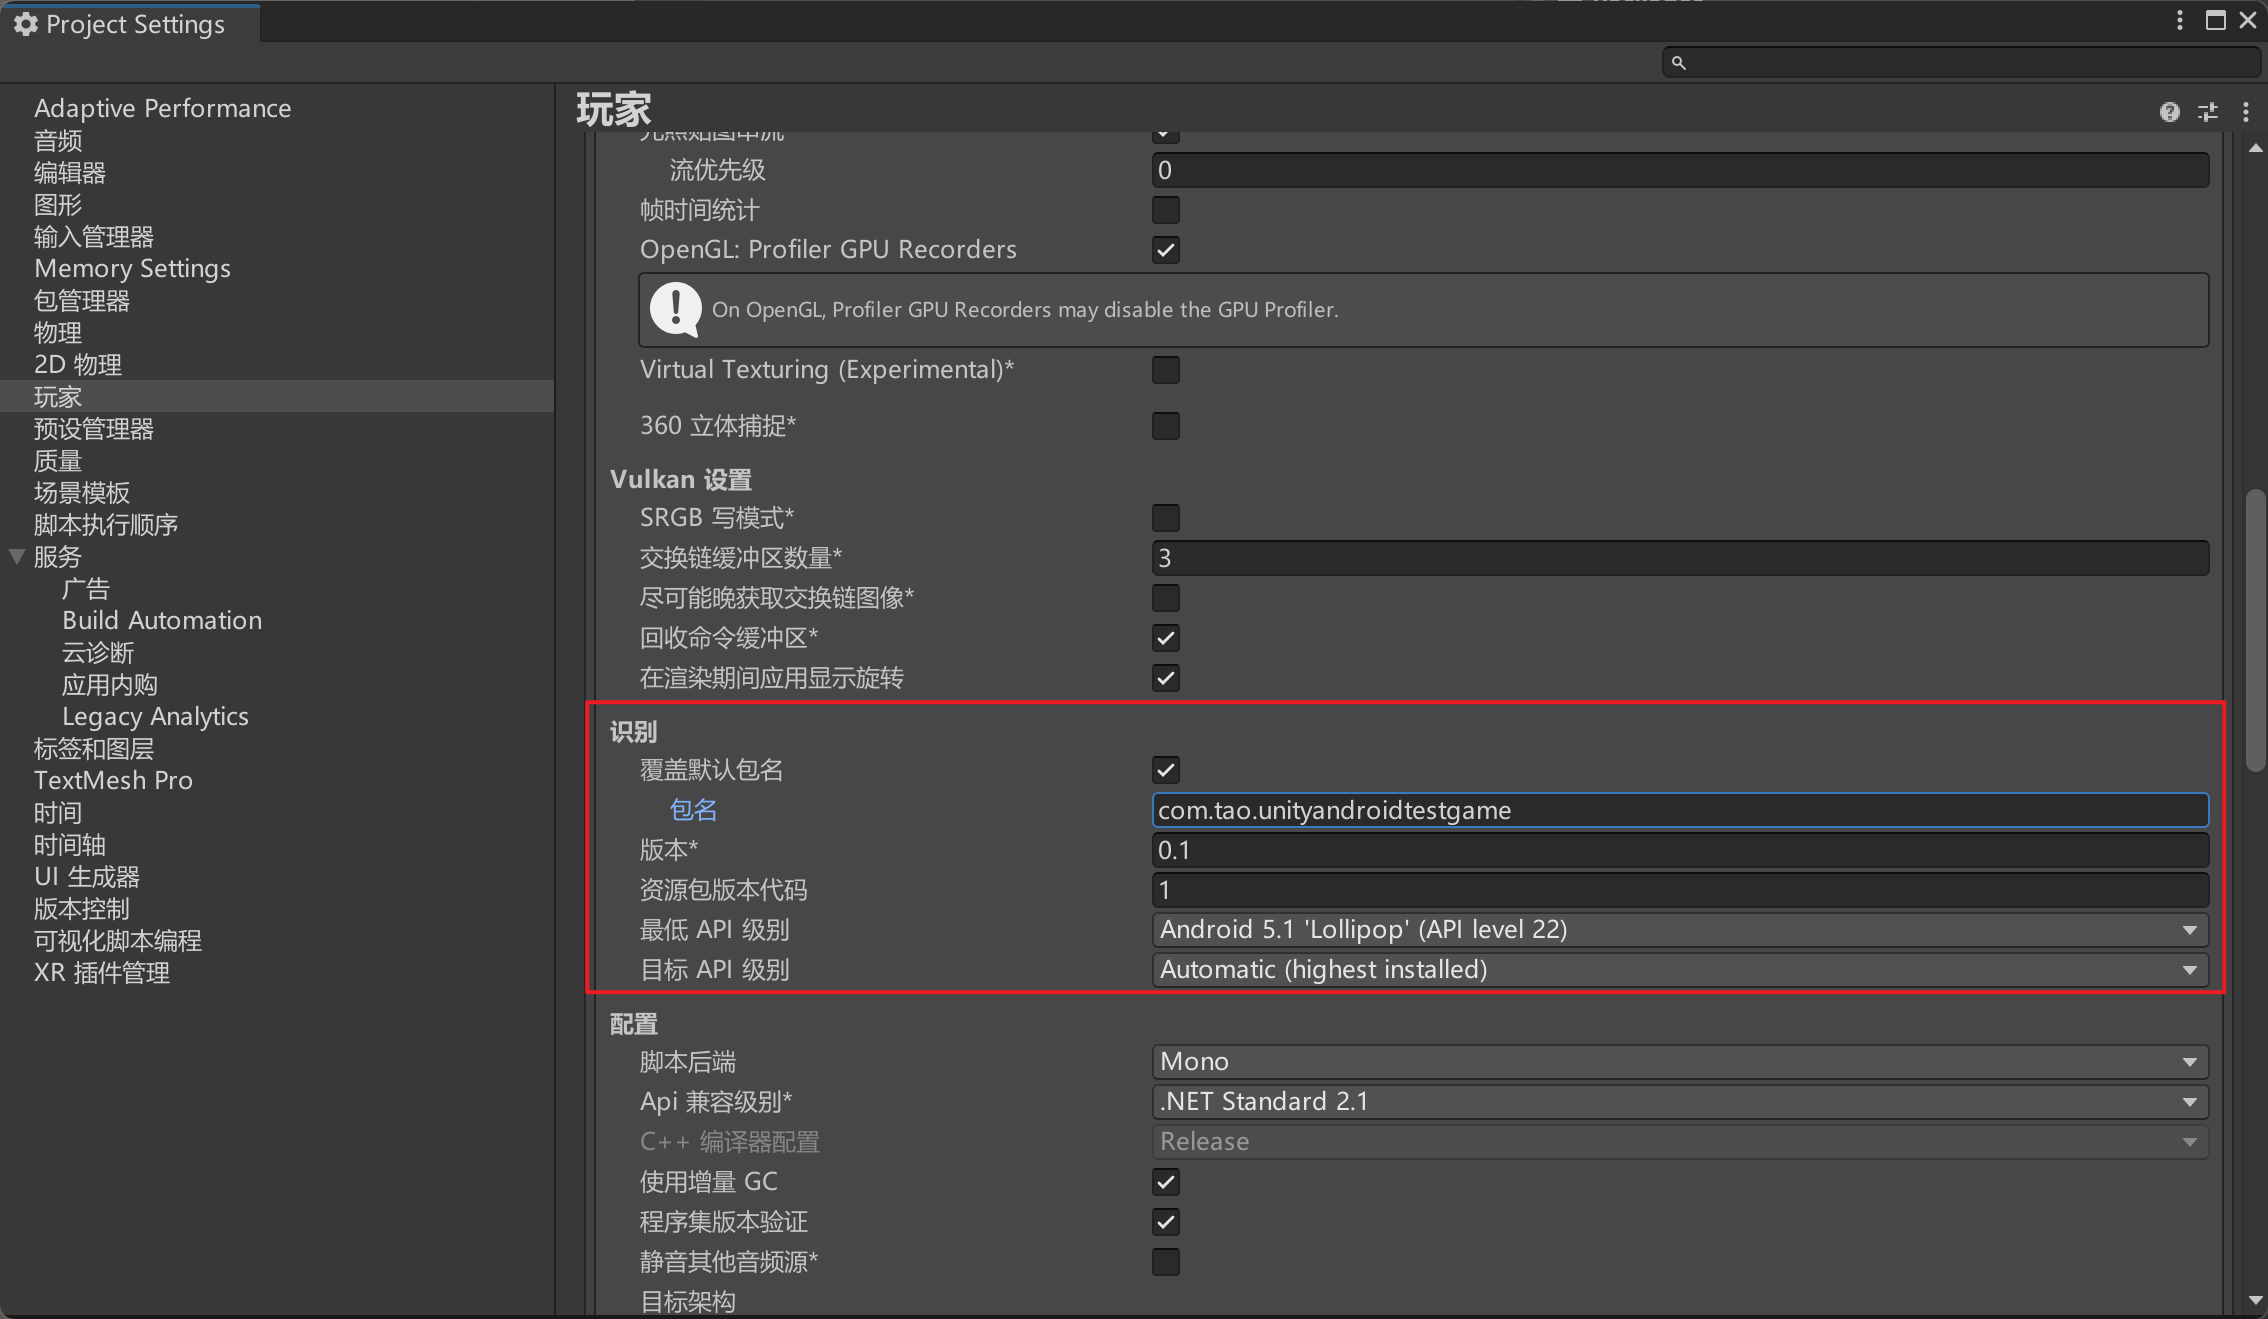 Project Settings
Adaptive Performance
音频
编辑器
图形
输入管理器
Memory Settings
包管理器
物理
2D 物理
玩家
预设管理器
质量
场景模板
脚本执行顺序
服务
广告
Build Automation
云诊断
应用内购
Legacy Analytics
标签和图层
TextMesh Pro
时间
时间轴
UI 生成器
版本控制
可视化脚本编程
XR 插件管理
玩家
流优先级 0
帧时间统计
OpenGL: Profiler GPU Recorders
On OpenGL, Profiler GPU Recorders may disable the GPU Profiler.
Virtual Texturing (Experimental)*
360 立体捕捉*
Vulkan 设置
SRGB 写模式*
交换链缓冲区数量* 3
尽可能晚获取交换链图像*
回收命令缓冲区*
在渲染期间应用显示旋转
识别
覆盖默认包名
包名 com.tao.unityandroidtestgame
版本* 0.1
资源包版本代码 1
最低 API 级别 Android 5.1 'Lollipop' (API level 22)
目标 API 级别 Automatic (highest installed)
配置
脚本后端 Mono
Api 兼容级别* .NET Standard 2.1
C++ 编译器配置 Release
使用增量 GC
程序集版本验证
静音其他音频源*
目标架构